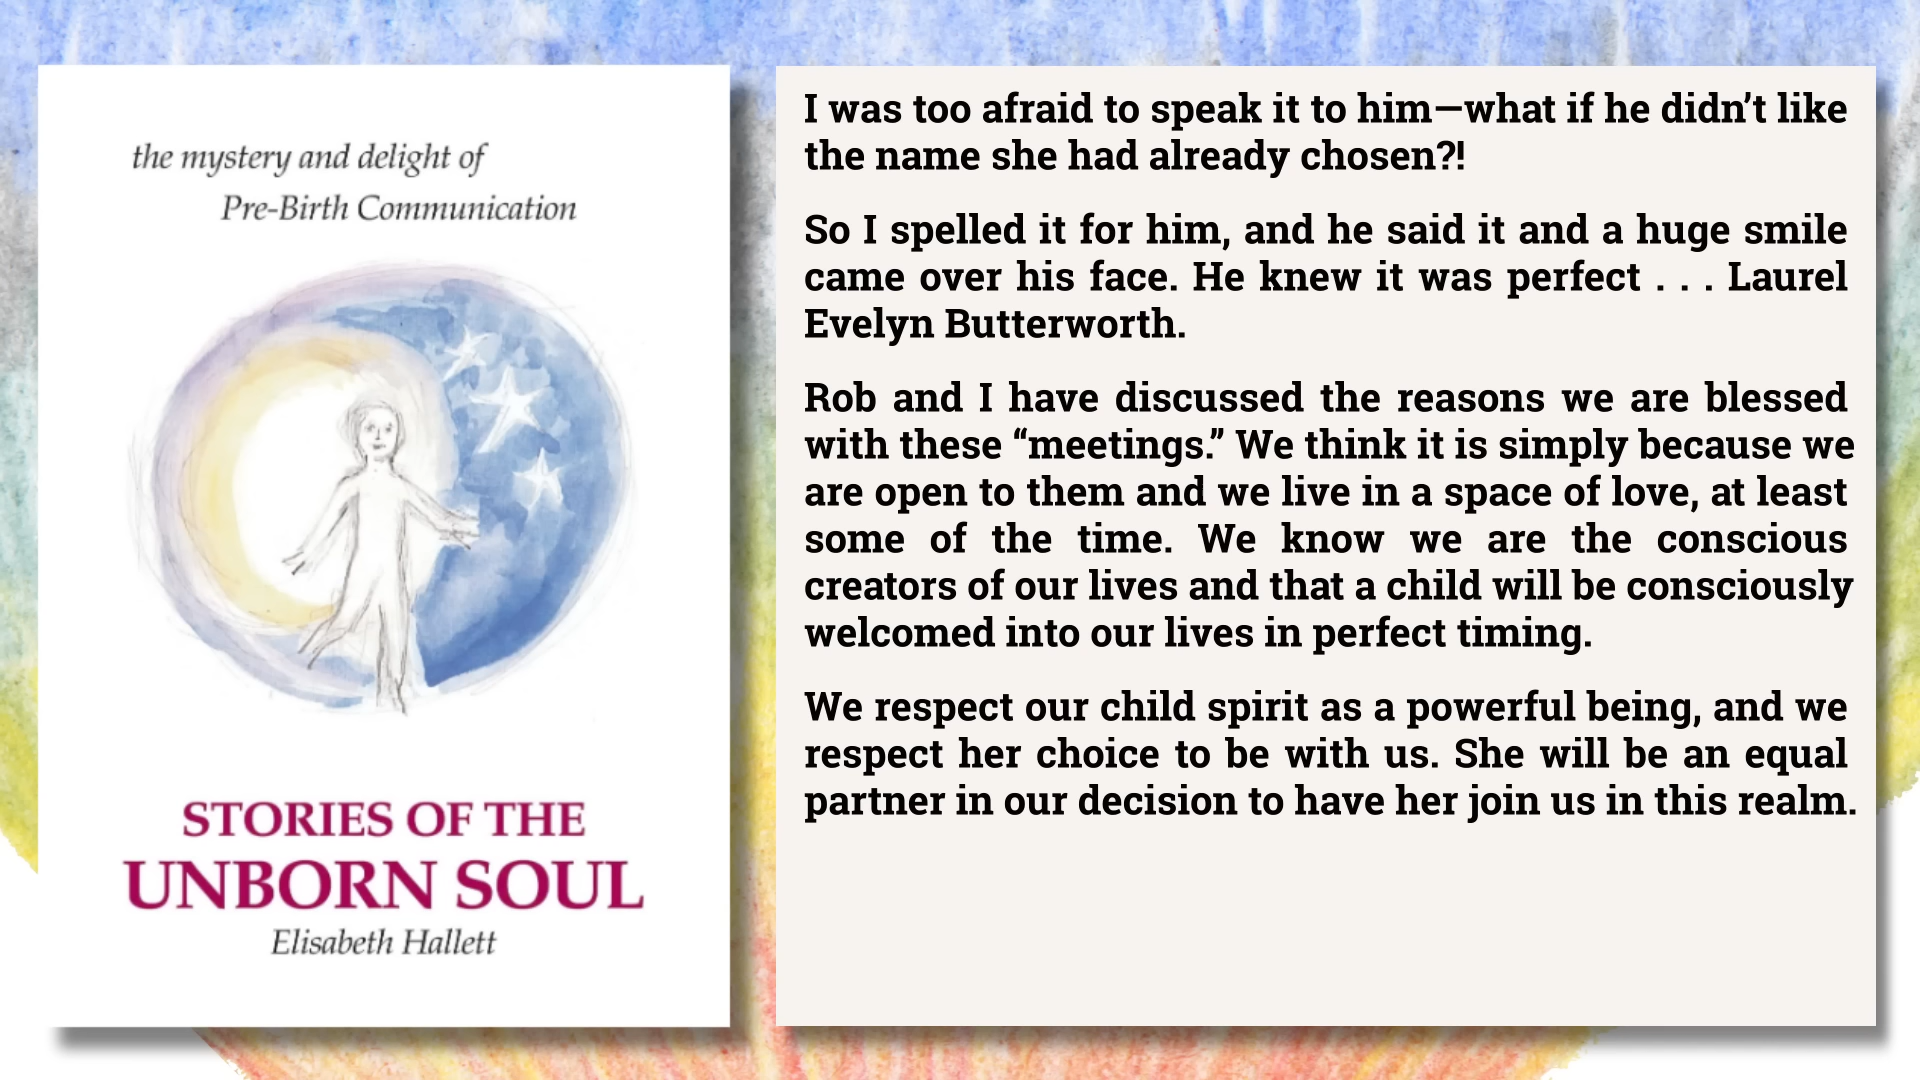 the mystery and delight of
Pre-Birth Communication
STORIES OF THE
UNBORN SOUL
Elisabeth Hallett
I was too afraid to speak it to him—what if he didn’t like
the name she had already chosen?!
So I spelled it for him, and he said it and a huge smile
came over his face. He knew it was perfect . . . Laurel
Evelyn Butterworth.
Rob and I have discussed the reasons we are blessed
with these “meetings.” We think it is simply because we
are open to them and we live in a space of love, at least
some of the time. We know we are the conscious
creators of our lives and that a child will be consciously
welcomed into our lives in perfect timing.
We respect our child spirit as a powerful being, and we
respect her choice to be with us. She will be an equal
partner in our decision to have her join us in this realm.